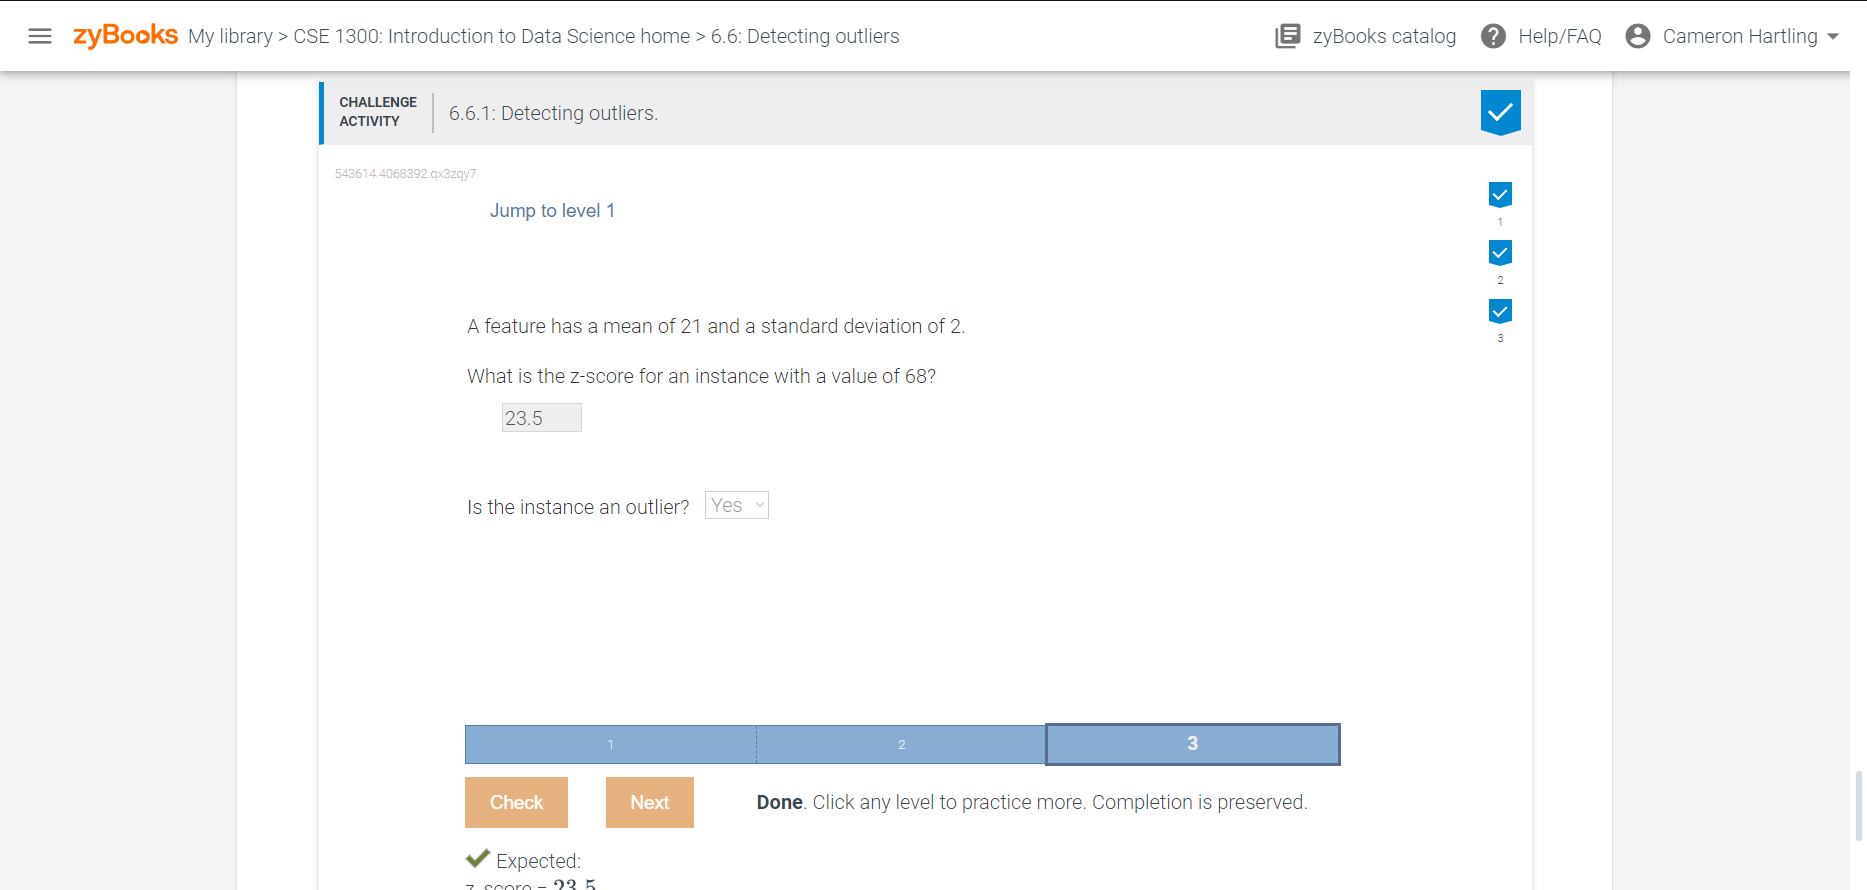 zyBooks My library > CSE 1300: Introduction to Data Science home > 6.6: Detecting outliers zyBooks catalog Help/FAQ Cameron Hartling
CHALLENGE ACTIVITY 6.6.1: Detecting outliers.
543614.4068392.qx3zqy7
Jump to level 1
1
2
3
A feature has a mean of 21 and a standard deviation of 2.
What is the z-score for an instance with a value of 68?
23.5
Is the instance an outlier? Yes
1 2 3
Check Next Done. Click any level to practice more. Completion is preserved.
Expected:
z-score = 23.5